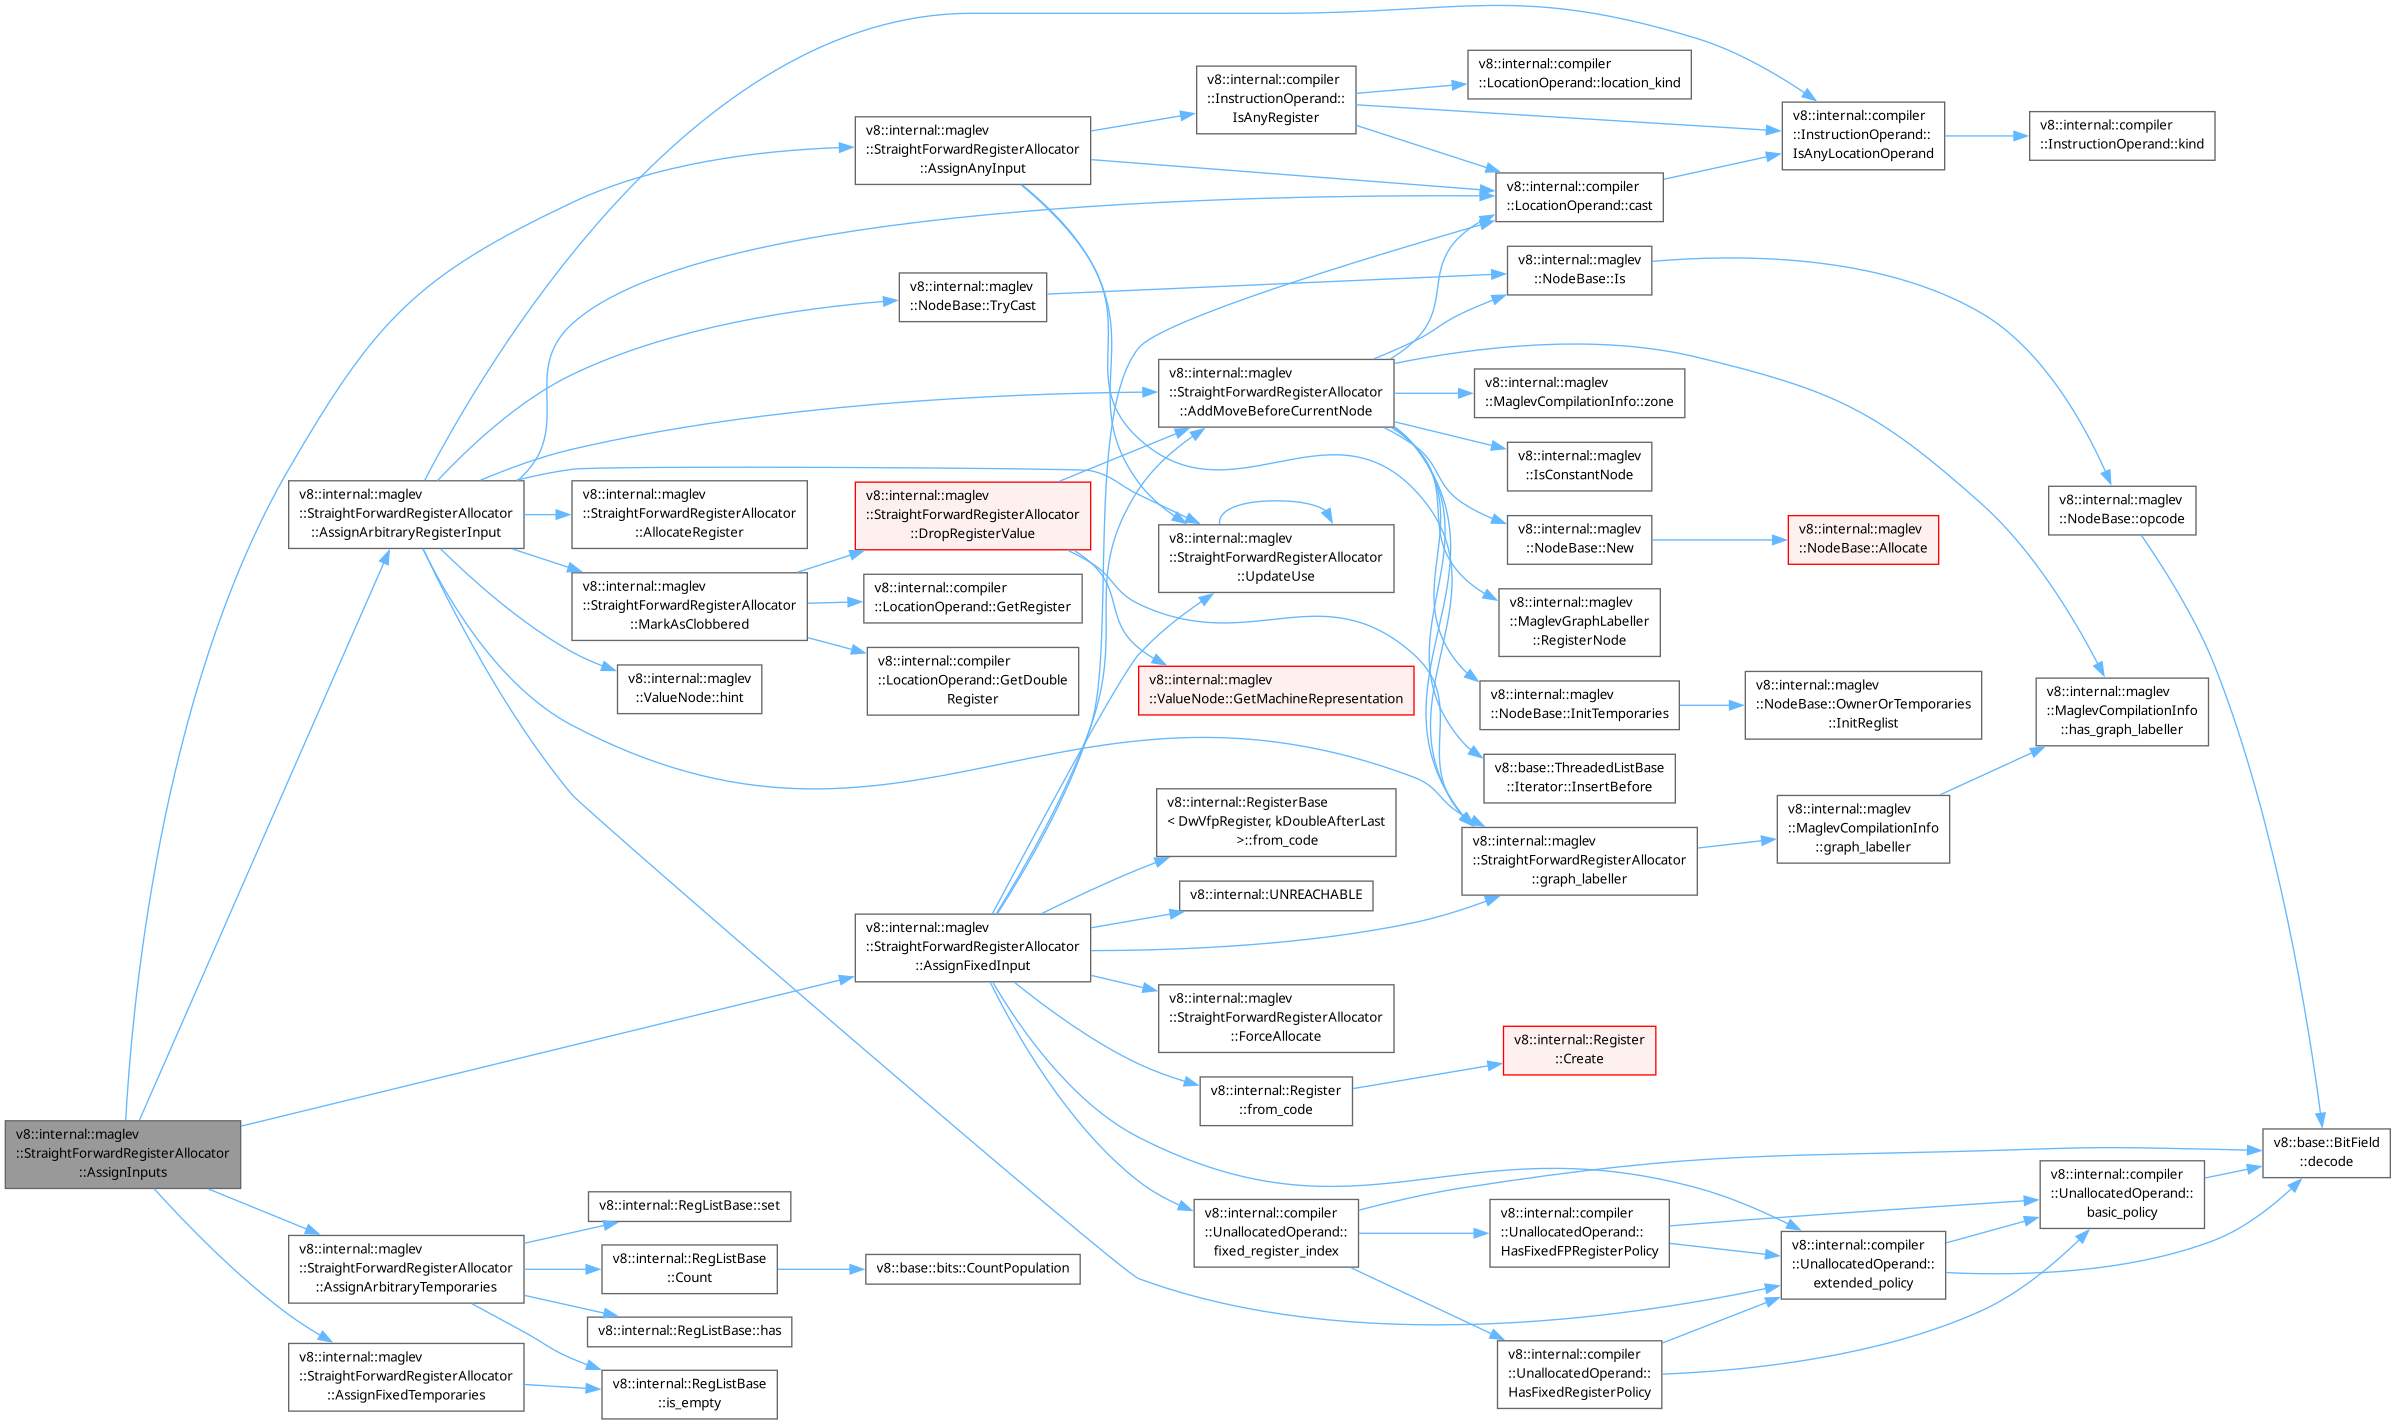 v8::internal::maglev
::StraightForwardRegisterAllocator
::AssignInputs
v8::internal::maglev
::StraightForwardRegisterAllocator
::AssignArbitraryRegisterInput
v8::internal::maglev
::StraightForwardRegisterAllocator
::AssignArbitraryTemporaries
v8::internal::maglev
::StraightForwardRegisterAllocator
::AssignFixedTemporaries
v8::internal::maglev
::StraightForwardRegisterAllocator
::AllocateRegister
v8::internal::maglev
::StraightForwardRegisterAllocator
::MarkAsClobbered
v8::internal::maglev
::ValueNode::hint
v8::internal::RegListBase::set
v8::internal::RegListBase
::Count
v8::internal::RegListBase::has
v8::internal::RegListBase
::is_empty
v8::internal::maglev
::StraightForwardRegisterAllocator
::AssignAnyInput
v8::internal::maglev
::NodeBase::TryCast
v8::internal::maglev
::StraightForwardRegisterAllocator
::DropRegisterValue
v8::internal::compiler
::LocationOperand::GetRegister
v8::internal::compiler
::LocationOperand::GetDouble
Register
v8::internal::maglev
::StraightForwardRegisterAllocator
::AssignFixedInput
v8::base::bits::CountPopulation
v8::internal::compiler
::InstructionOperand::
IsAnyRegister
v8::internal::maglev
::StraightForwardRegisterAllocator
::AddMoveBeforeCurrentNode
v8::internal::maglev
::StraightForwardRegisterAllocator
::UpdateUse
v8::internal::maglev
::ValueNode::GetMachineRepresentation
v8::internal::RegisterBase
< DwVfpRegister, kDoubleAfterLast
>::from_code
v8::internal::UNREACHABLE
v8::internal::maglev
::StraightForwardRegisterAllocator
::ForceAllocate
v8::internal::Register
::from_code
v8::internal::compiler
::UnallocatedOperand::
fixed_register_index
v8::internal::compiler
::LocationOperand::location_kind
v8::internal::compiler
::LocationOperand::cast
v8::internal::maglev
::NodeBase::Is
v8::internal::maglev
::MaglevCompilationInfo::zone
v8::internal::maglev
::IsConstantNode
v8::internal::maglev
::NodeBase::New
v8::internal::maglev
::MaglevGraphLabeller
::RegisterNode
v8::internal::maglev
::NodeBase::InitTemporaries
v8::base::ThreadedListBase
::Iterator::InsertBefore
v8::internal::maglev
::StraightForwardRegisterAllocator
::graph_labeller
v8::internal::Register
::Create
v8::internal::compiler
::UnallocatedOperand::
HasFixedFPRegisterPolicy
v8::internal::compiler
::UnallocatedOperand::
HasFixedRegisterPolicy
v8::internal::compiler
::InstructionOperand::
IsAnyLocationOperand
v8::internal::maglev
::NodeBase::Allocate
v8::internal::maglev
::NodeBase::OwnerOrTemporaries
::InitReglist
v8::internal::maglev
::MaglevCompilationInfo
::graph_labeller
v8::internal::compiler
::UnallocatedOperand::
extended_policy
v8::internal::compiler
::InstructionOperand::kind
v8::internal::maglev
::NodeBase::opcode
v8::internal::maglev
::MaglevCompilationInfo
::has_graph_labeller
v8::internal::compiler
::UnallocatedOperand::
basic_policy
v8::base::BitField
::decode